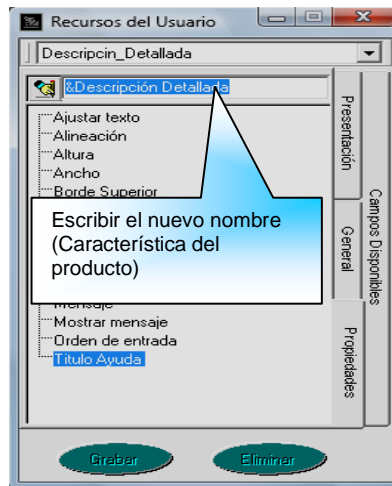 Recursos del Usuario
Descripcin_Detallada
&Descripción Detallada
Ajustar texto
Alineación
Altura
Ancho
Borde Superior
Escribir el nuevo nombre
(Característica del
producto)
Mensaje
Mostrar mensaje
Orden de entrada
Titulo Ayuda
Presentación
General
Propiedades
Campos Disponibles
Grabar
Eliminar